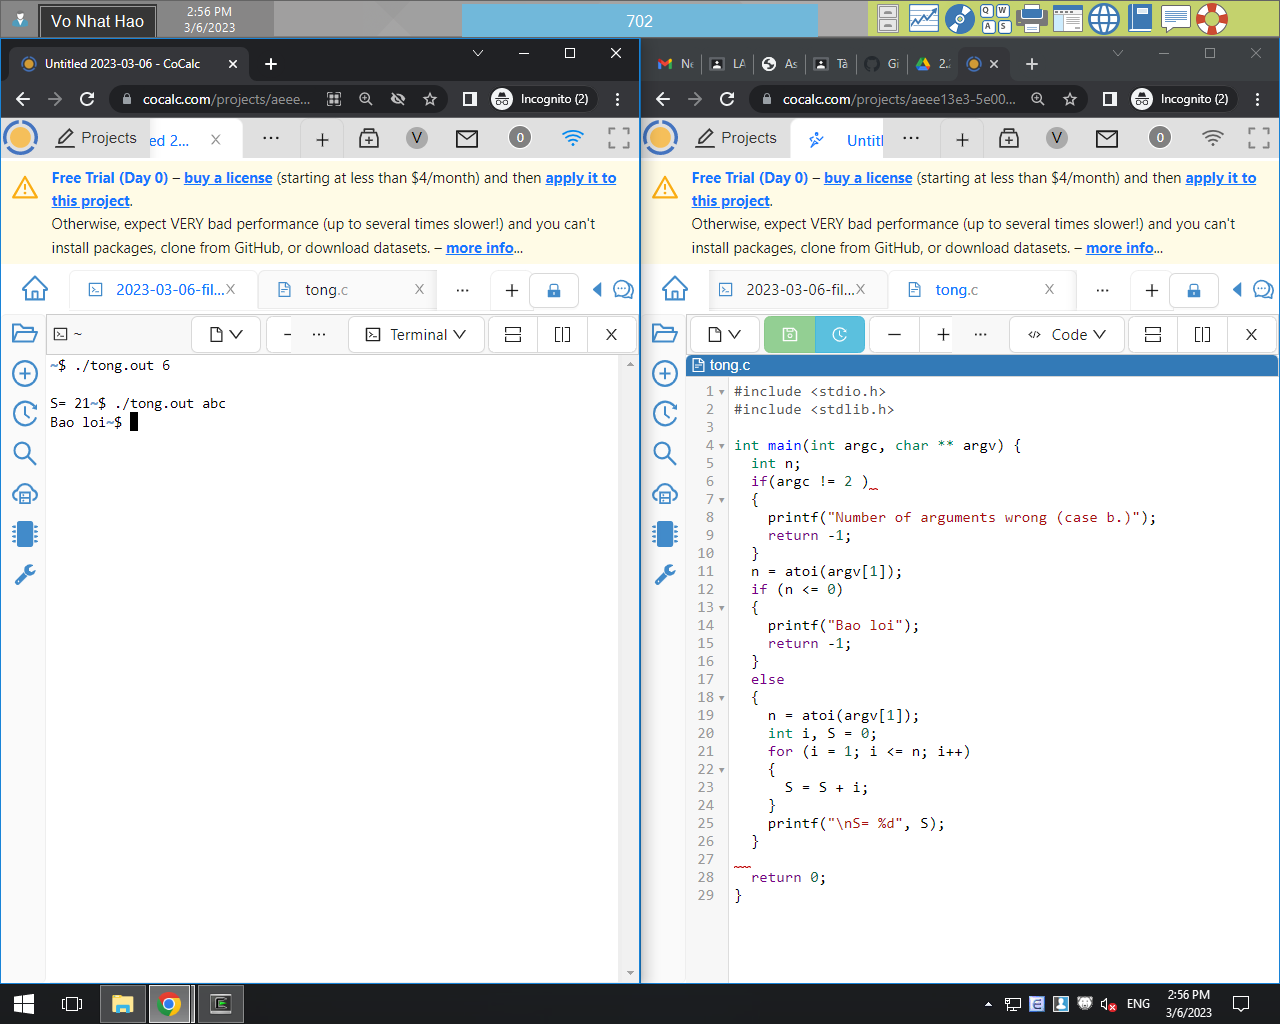 Vo Nhat Hao
2:56 PM
3/6/2023
702
Q W
A S
Untitled 2023-03-06 - CoCalc
cocalc.com/projects/aeee...
Incognito (2)
Projects
ed 2...
V
0
Free Trial (Day 0) – buy a license (starting at less than $4/month) and then apply it to
this project.
Otherwise, expect VERY bad performance (up to several times slower!) and you can't
install packages, clone from GitHub, or download datasets. – more info...
2023-03-06-fil...
tong.c
~
Terminal
~$ ./tong.out 6
S= 21~$ ./tong.out abc
Bao loi~$
Ne
LA
As
Tà
Gi
2.
cocalc.com/projects/aeee13e3-5e00...
Incognito (2)
Projects
Untitl
V
0
Free Trial (Day 0) – buy a license (starting at less than $4/month) and then apply it to
this project.
Otherwise, expect VERY bad performance (up to several times slower!) and you can't
install packages, clone from GitHub, or download datasets. – more info...
2023-03-06-fil...
tong.c
Code
tong.c
1 #include <stdio.h>
2 #include <stdlib.h>
3
4 int main(int argc, char ** argv) {
5 int n;
6 if(argc != 2 )
7 {
8 printf("Number of arguments wrong (case b.)");
9 return -1;
10 }
11 n = atoi(argv[1]);
12 if (n <= 0)
13 {
14 printf("Bao loi");
15 return -1;
16 }
17 else
18 {
19 n = atoi(argv[1]);
20 int i, S = 0;
21 for (i = 1; i <= n; i++)
22 {
23 S = S + i;
24 }
25 printf("\nS= %d", S);
26 }
27
28 return 0;
29 }
ENG
2:56 PM
3/6/2023